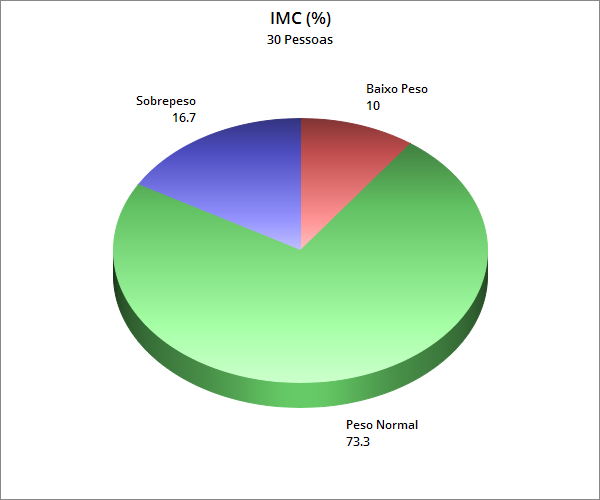 IMC (%)
30 Pessoas
Baixo Peso
10
Sobrepeso
16.7
Peso Normal
73.3